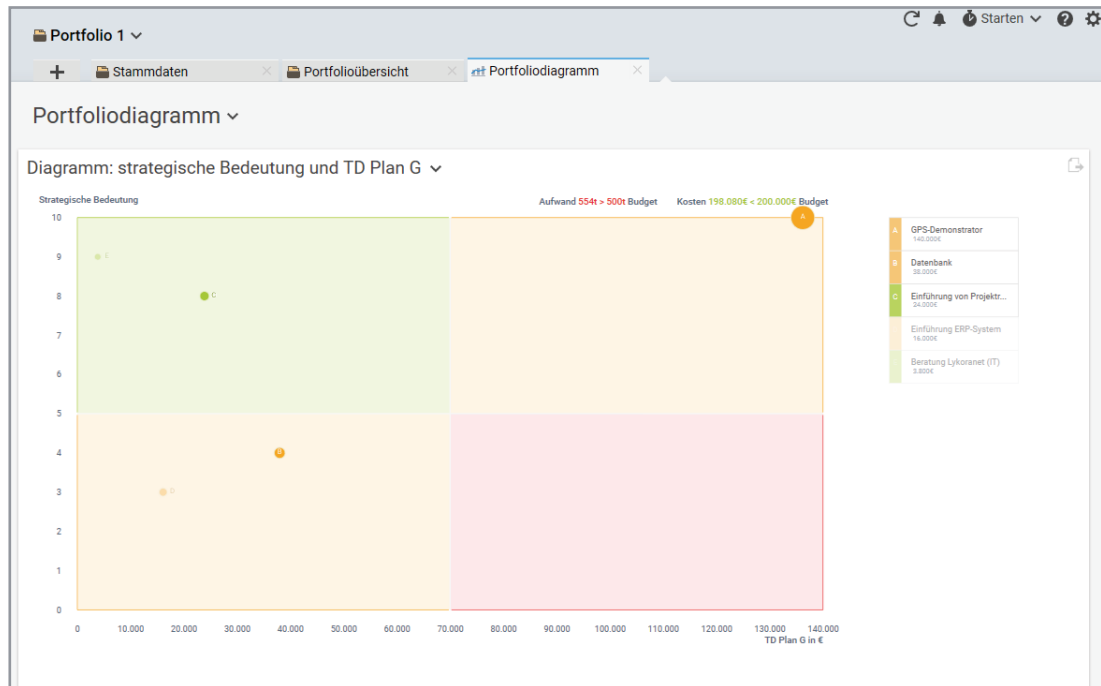 Starten
Portfolio 1
Stammdaten
Portfolioübersicht
Portfoliodiagramm
Portfoliodiagramm
Diagramm: strategische Bedeutung und TD Plan G
Strategische Bedeutung
Aufwand 554t > 500t Budget Kosten 198.080€ < 200.000€ Budget
10
9
8
7
6
5
4
3
2
1
0
A
E
C
B
D
0 10.000 20.000 30.000 40.000 50.000 60.000 70.000 80.000 90.000 100.000 110.000 120.000 130.000 140.000
TD Plan G in €
A GPS-Demonstrator
140.000€
B Datenbank
38.000€
C Einführung von Projektr...
24.000€
Einführung ERP-System
16.000€
Beratung Lykoranet (IT)
3.800€